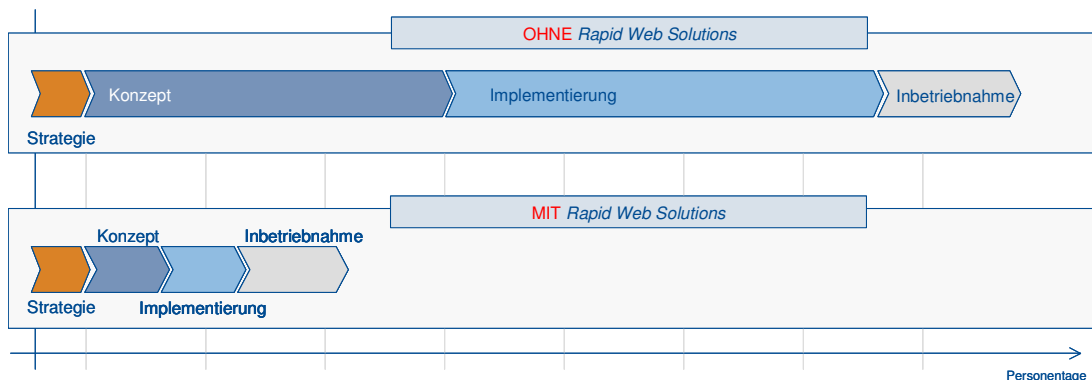 OHNE Rapid Web Solutions
Konzept
Implementierung
Inbetriebnahme
Strategie
MIT Rapid Web Solutions
Konzept
Inbetriebnahme
Strategie
Implementierung
Personentage